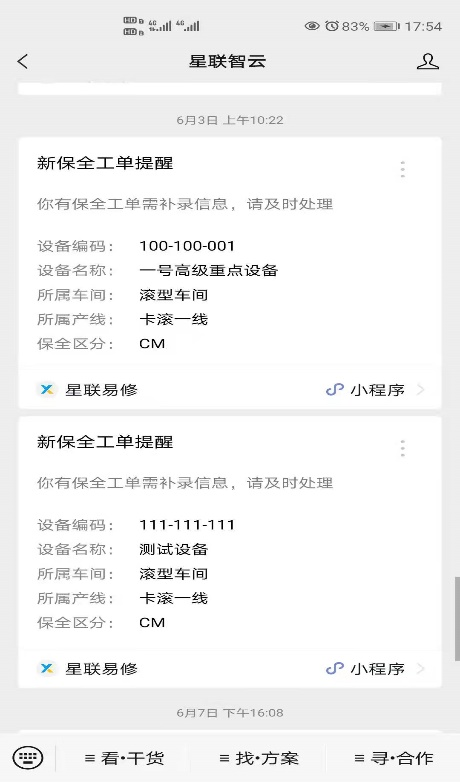 HD 1 4G 4G 83% 17:54
HD 2
星联智云
6月3日 上午10:22
新保全工单提醒
你有保全工单需补录信息，请及时处理
设备编码： 100-100-001
设备名称： 一号高级重点设备
所属车间： 滚型车间
所属产线： 卡滚一线
保全区分： CM
星联易修 小程序
新保全工单提醒
你有保全工单需补录信息，请及时处理
设备编码： 111-111-111
设备名称： 测试设备
所属车间： 滚型车间
所属产线： 卡滚一线
保全区分： CM
星联易修 小程序
6月7日 下午16:08
看·干货 找·方案 寻·合作